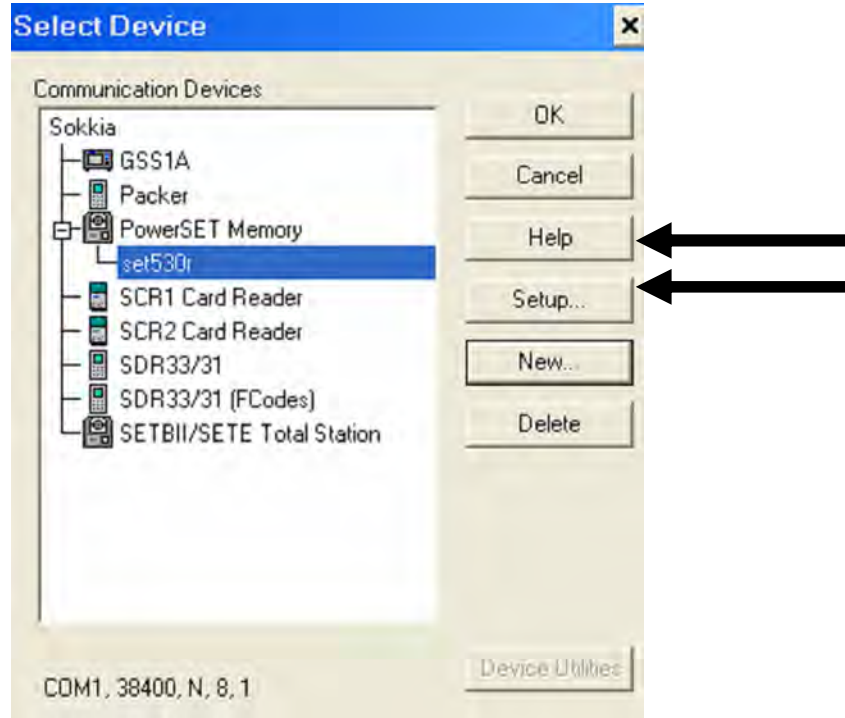 Select Device
Communication Devices
Sokkia
GSS1A
Packer
PowerSET Memory
set530r
SCR1 Card Reader
SCR2 Card Reader
SDR33/31
SDR33/31 (FCodes)
SETBII/SETE Total Station
OK
Cancel
Help
Setup...
New...
Delete
Device Utilities
COM1, 38400, N, 8, 1